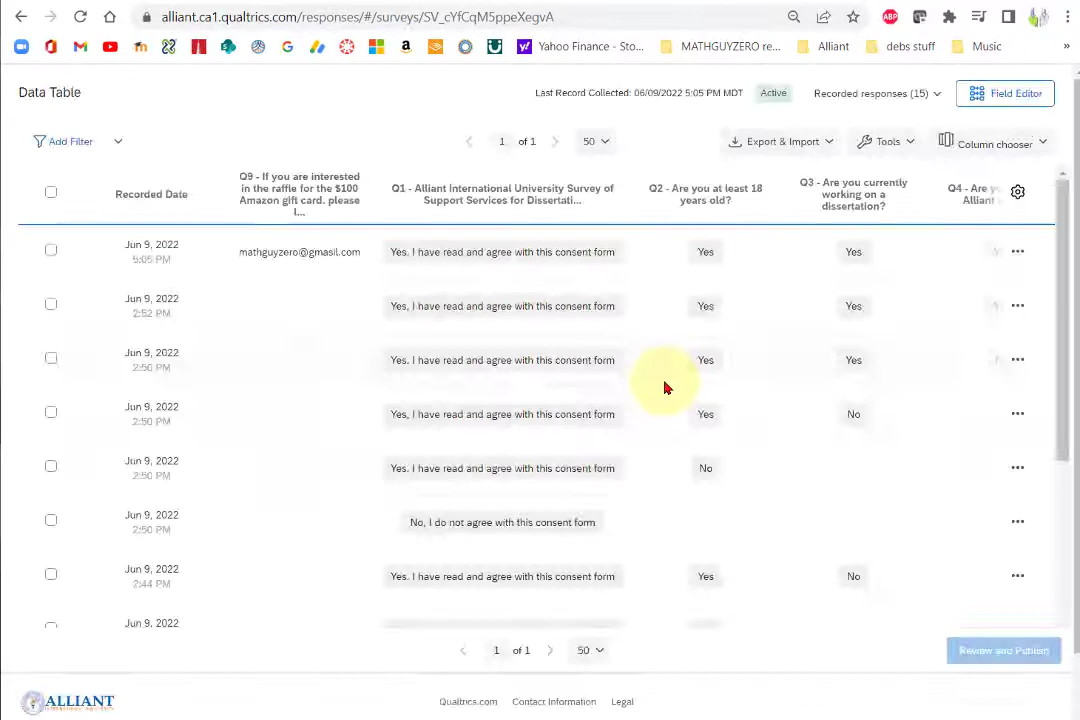 alliant.ca1.qualtrics.com/responses/#/surveys/SV_cYfCqM5ppeXegvA
ABP
Yahoo Finance - Sto...
MATHGUYZERO re...
Alliant
debs stuff
Music
»
Data Table
Last Record Collected: 06/09/2022 5:05 PM MDT
Active
Recorded responses (15)
Field Editor
Add Filter
1 of 1
50
Export & Import
Tools
Column chooser
Recorded Date
Q9 - If you are interested
in the raffle for the $100
Amazon gift card. please
I...
Q1 - Alliant International University Survey of
Support Services for Dissertati...
Q2 - Are you at least 18
years old?
Q3 - Are you currently
working on a
dissertation?
Q4 - Are yo
Alliant
Jun 9, 2022
5:05 PM
mathguyzero@gmasil.com
Yes, I have read and agree with this consent form
Yes
Yes
Jun 9, 2022
2:52 PM
Yes, I have read and agree with this consent form
Yes
Yes
Jun 9, 2022
2:50 PM
Yes. I have read and agree with this consent form
Yes
Yes
Jun 9, 2022
2:50 PM
Yes, I have read and agree with this consent form
Yes
No
Jun 9, 2022
2:50 PM
Yes. I have read and agree with this consent form
No
Jun 9, 2022
2:50 PM
No, I do not agree with this consent form
Jun 9, 2022
2:44 PM
Yes. I have read and agree with this consent form
Yes
No
Jun 9, 2022
1 of 1
50
Review and Publish
ALLIANT
Qualtrics.com
Contact Information
Legal